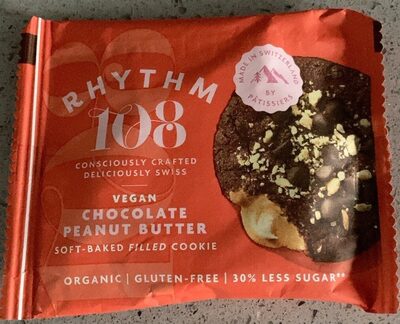 RHYTHM
108
CONSCIOUSLY CRAFTED
DELICIOUSLY SWISS
VEGAN
CHOCOLATE
PEANUT BUTTER
SOFT-BAKED FILLED COOKIE
ORGANIC | GLUTEN-FREE | 30% LESS SUGAR**
MADE IN SWITZERLAND
BY
PÂTISSIERS